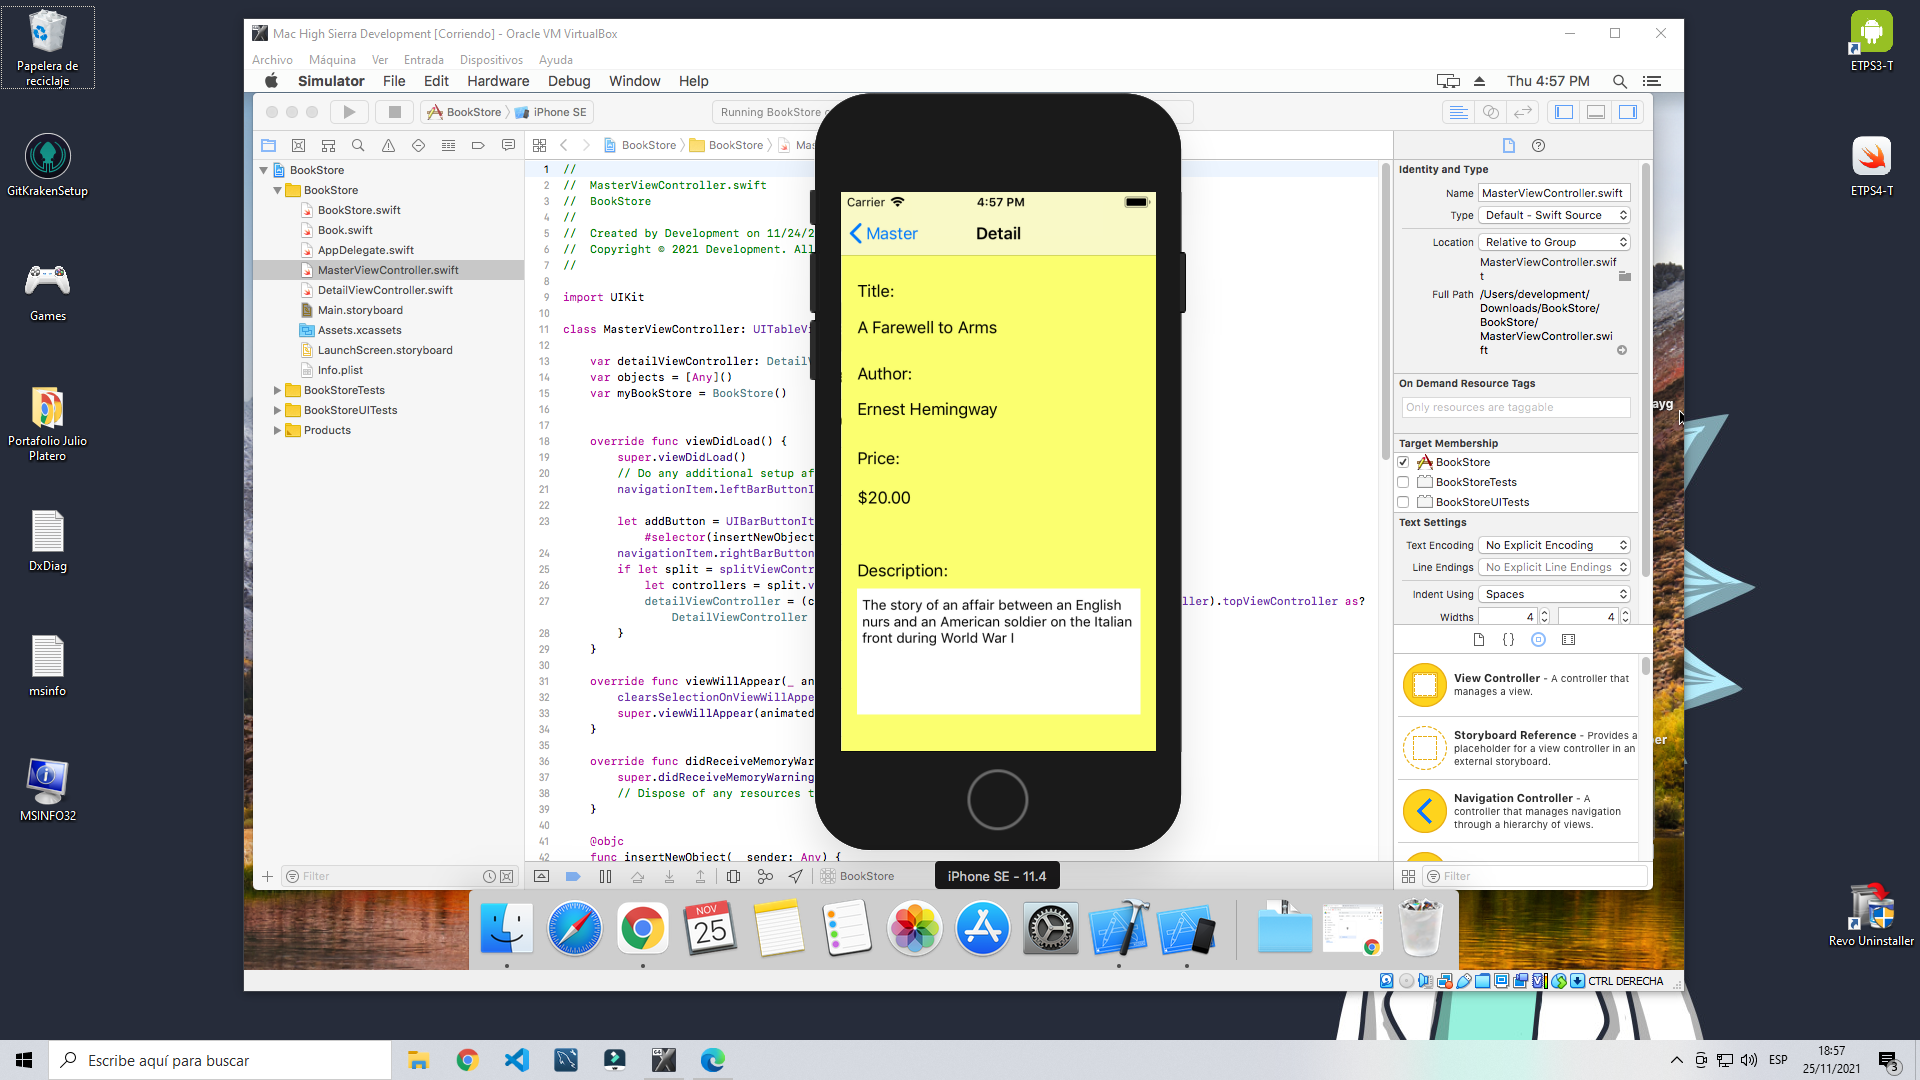 Papelera de
reciclaje
GitKrakenSetup
Games
Portafolio Julio
Platero
DxDiag
msinfo
MSINFO32
ETPS3-T
ETPS4-T
Revo Uninstaller
Mac High Sierra Development [Corriendo] - Oracle VM VirtualBox
Archivo Máquina Ver Entrada Dispositivos Ayuda
Simulator File Edit Hardware Debug Window Help
Thu 4:57 PM
BookStore iPhone SE
Running BookStore
BookStore BookStore Mas
BookStore
BookStore
BookStore.swift
Book.swift
AppDelegate.swift
MasterViewController.swift
DetailViewController.swift
Main.storyboard
Assets.xcassets
LaunchScreen.storyboard
Info.plist
BookStoreTests
BookStoreUITests
Products
Filter
1 //
2 // MasterViewController.swift
3 // BookStore
4 //
5 // Created by Development on 11/24/2
6 // Copyright © 2021 Development. All
7 //
8
9 import UIKit
10
11 class MasterViewController: UITableVi
12
13 var detailViewController: DetailV
14 var objects = [Any]()
15 var myBookStore = BookStore()
16
17
18 override func viewDidLoad() {
19 super.viewDidLoad()
20 // Do any additional setup af
21 navigationItem.leftBarButtonI
22
23 let addButton = UIBarButtonIt
#selector(insertNewObject
24 navigationItem.rightBarButton
25 if let split = splitViewContr
26 let controllers = split.v
27 detailViewController = (c ller).topViewController as?
DetailViewController
28 }
29 }
30
31 override func viewWillAppear(_ an
32 clearsSelectionOnViewWillAppe
33 super.viewWillAppear(animated
34 }
35
36 override func didReceiveMemoryWar
37 super.didReceiveMemoryWarning
38 // Dispose of any resources t
39 }
40
41 @objc
42 func insertNewObject(_ sender: Any) {
BookStore
Carrier 4:57 PM
Master Detail
Title:
A Farewell to Arms
Author:
Ernest Hemingway
Price:
$20.00
Description:
The story of an affair between an English
nurs and an American soldier on the Italian
front during World War I
iPhone SE - 11.4
Identity and Type
Name MasterViewController.swift
Type Default - Swift Source
Location Relative to Group
MasterViewController.swif
t
Full Path /Users/development/
Downloads/BookStore/
BookStore/
MasterViewController.swi
ft
On Demand Resource Tags
Only resources are taggable
Target Membership
BookStore
BookStoreTests
BookStoreUITests
Text Settings
Text Encoding No Explicit Encoding
Line Endings No Explicit Line Endings
Indent Using Spaces
Widths 4 4
View Controller - A controller that
manages a view.
Storyboard Reference - Provides a
placeholder for a view controller in an
external storyboard.
Navigation Controller - A
controller that manages navigation
through a hierarchy of views.
Filter
ayg
er
NOV
25
CTRL DERECHA
Escribe aquí para buscar
ESP
18:57
25/11/2021
3